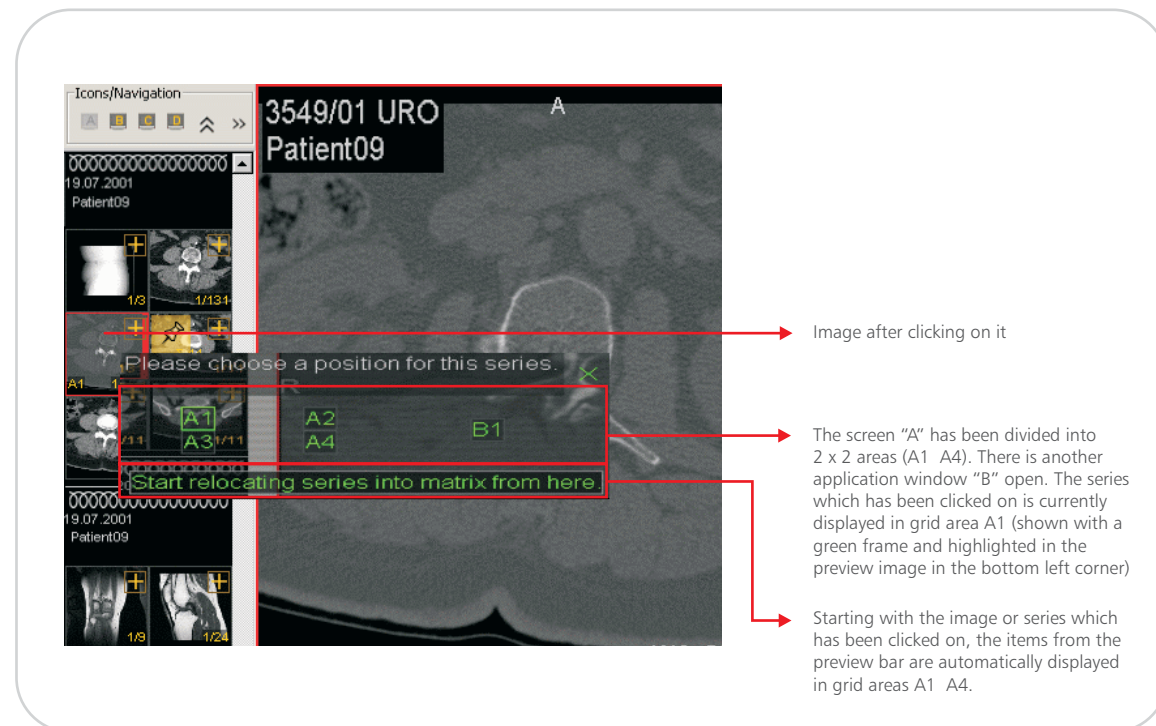 Icons/Navigation
A B C D
19.07.2001
Patient09
1/3
1/131
A1
1/11
1/11
19.07.2001
Patient09
1/9
1/24
3549/01 URO
Patient09
A
Please choose a position for this series.
R
A1 A2 B1
A3 A4
Start relocating series into matrix from here.
Image after clicking on it
The screen “A” has been divided into
2 x 2 areas (A1 A4). There is another
application window “B” open. The series
which has been clicked on is currently
displayed in grid area A1 (shown with a
green frame and highlighted in the
preview image in the bottom left corner)
Starting with the image or series which
has been clicked on, the items from the
preview bar are automatically displayed
in grid areas A1 A4.